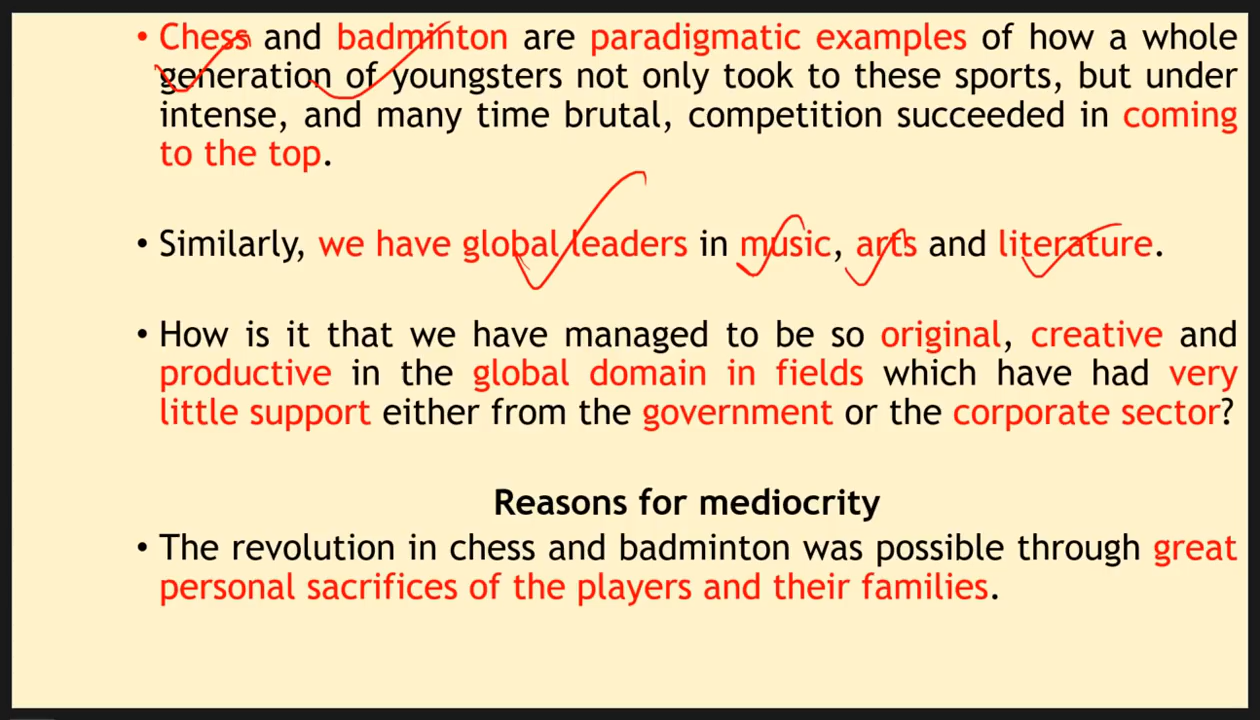 • Chess and badminton are paradigmatic examples of how a whole
generation of youngsters not only took to these sports, but under
intense, and many time brutal, competition succeeded in coming
to the top.
• Similarly, we have global leaders in music, arts and literature.
• How is it that we have managed to be so original, creative and
productive in the global domain in fields which have had very
little support either from the government or the corporate sector?
Reasons for mediocrity
• The revolution in chess and badminton was possible through great
personal sacrifices of the players and their families.